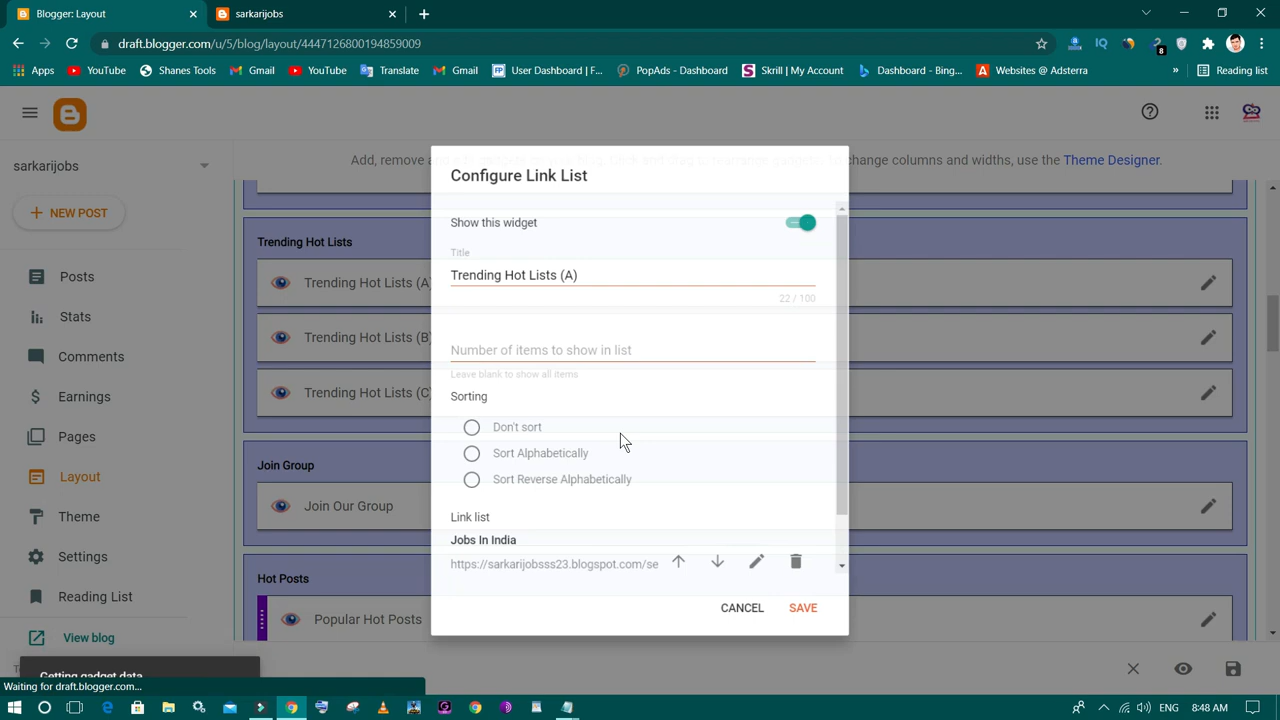 Blogger: Layout
sarkarijobs
draft.blogger.com/u/5/blog/layout/4447126800194859009
IQ
8
Apps
YouTube
Shanes Tools
Gmail
YouTube
Translate
Gmail
User Dashboard | F...
PopAds - Dashboard
Skrill | My Account
Dashboard - Bing...
Websites @ Adsterra
»
Reading list
sarkarijobs
NEW POST
Posts
Stats
Comments
Earnings
Pages
Layout
Theme
Settings
Reading List
View blog
Add, remove and edit gadgets on your blog. Click and drag to rearrange gadgets. To change columns and widths, use the Theme Designer.
Trending Hot Lists
Trending Hot Lists (A)
Trending Hot Lists (B)
Trending Hot Lists (C)
Join Group
Join Our Group
Hot Posts
Popular Hot Posts
Configure Link List
Show this widget
Title
Trending Hot Lists (A)
22 / 100
Number of items to show in list
Leave blank to show all items
Sorting
Don't sort
Sort Alphabetically
Sort Reverse Alphabetically
Link list
Jobs In India
https://sarkarijobsss23.blogspot.com/se
CANCEL
SAVE
Getting gadget data
Waiting for draft.blogger.com...
ENG
8:48 AM